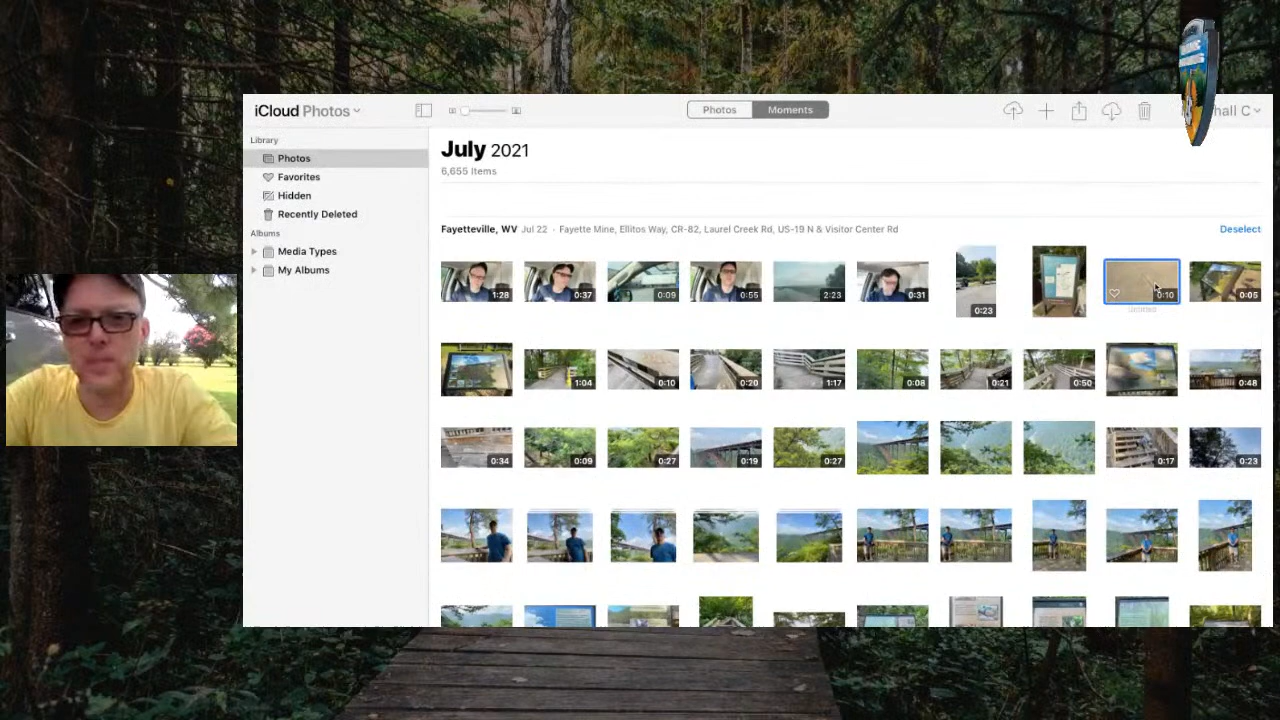 iCloud Photos
Photos
Moments
hall C
Library
Photos
Favorites
Hidden
Recently Deleted
Albums
Media Types
My Albums
July 2021
6,655 Items
Fayetteville, WV Jul 22 · Fayette Mine, Ellitos Way, CR-82, Laurel Creek Rd, US-19 N & Visitor Center Rd
Deselect
1:28
0:37
0:09
0:55
2:23
0:31
0:23
0:10
0:05
1:04
0:10
0:20
1:17
0:08
0:21
0:50
0:48
0:34
0:09
0:27
0:19
0:27
0:17
0:23